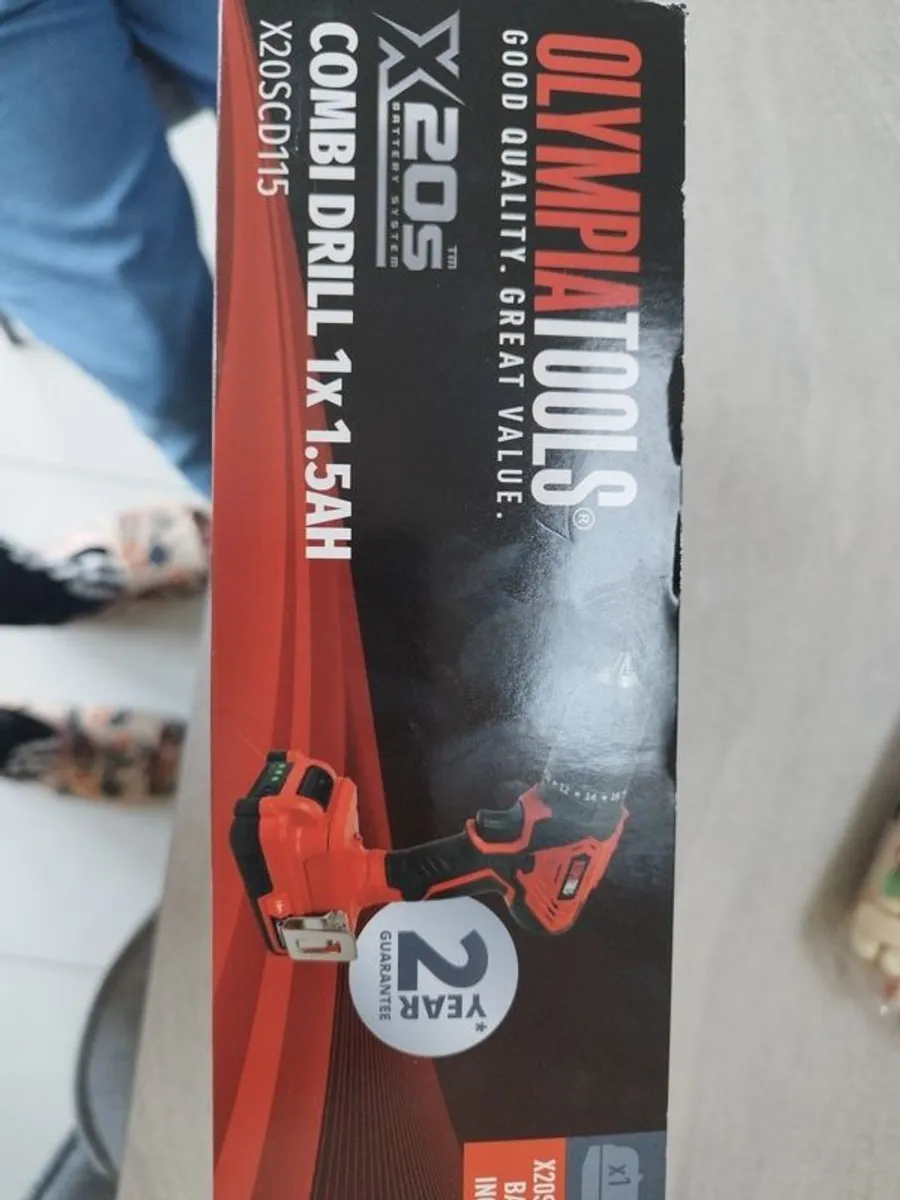 OLYMPIATOOLS®
GOOD QUALITY. GREAT VALUE.
X20S™
BATTERY SYSTEM
COMBI DRILL 1x 1.5AH
X20SCD115
2
YEAR*
GUARANTEE
x1
X20S